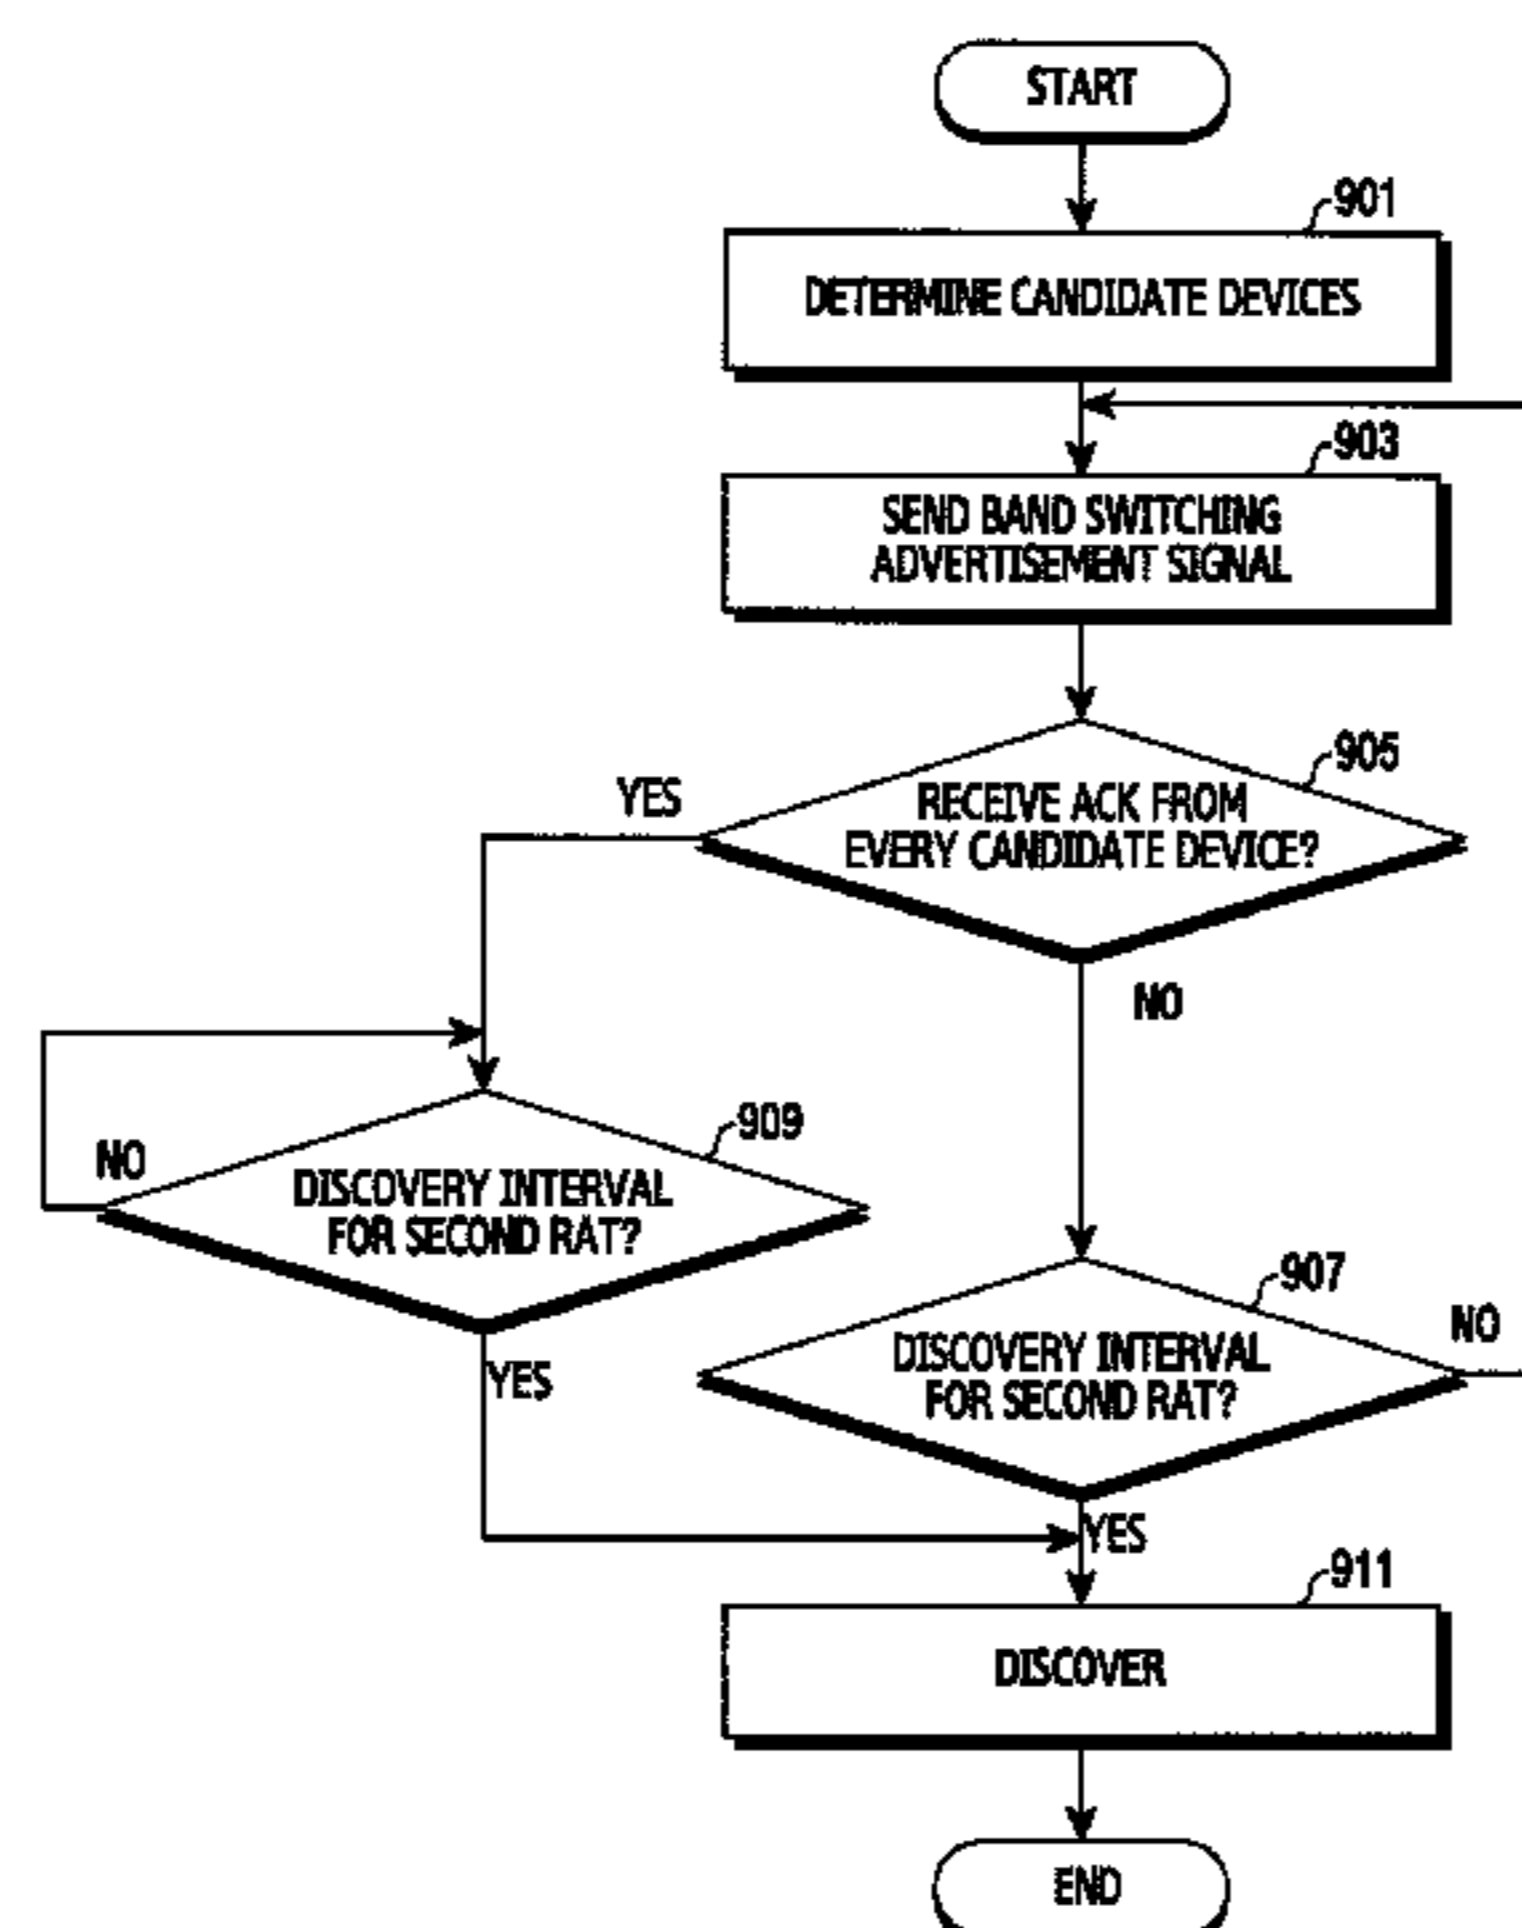 START
901
DETERMINE CANDIDATE DEVICES
903
SEND BAND SWITCHING
ADVERTISEMENT SIGNAL
905
YES
RECEIVE ACK FROM
EVERY CANDIDATE DEVICE?
NO
909
NO
DISCOVERY INTERVAL
FOR SECOND RAT?
YES
907
NO
DISCOVERY INTERVAL
FOR SECOND RAT?
YES
911
DISCOVER
END